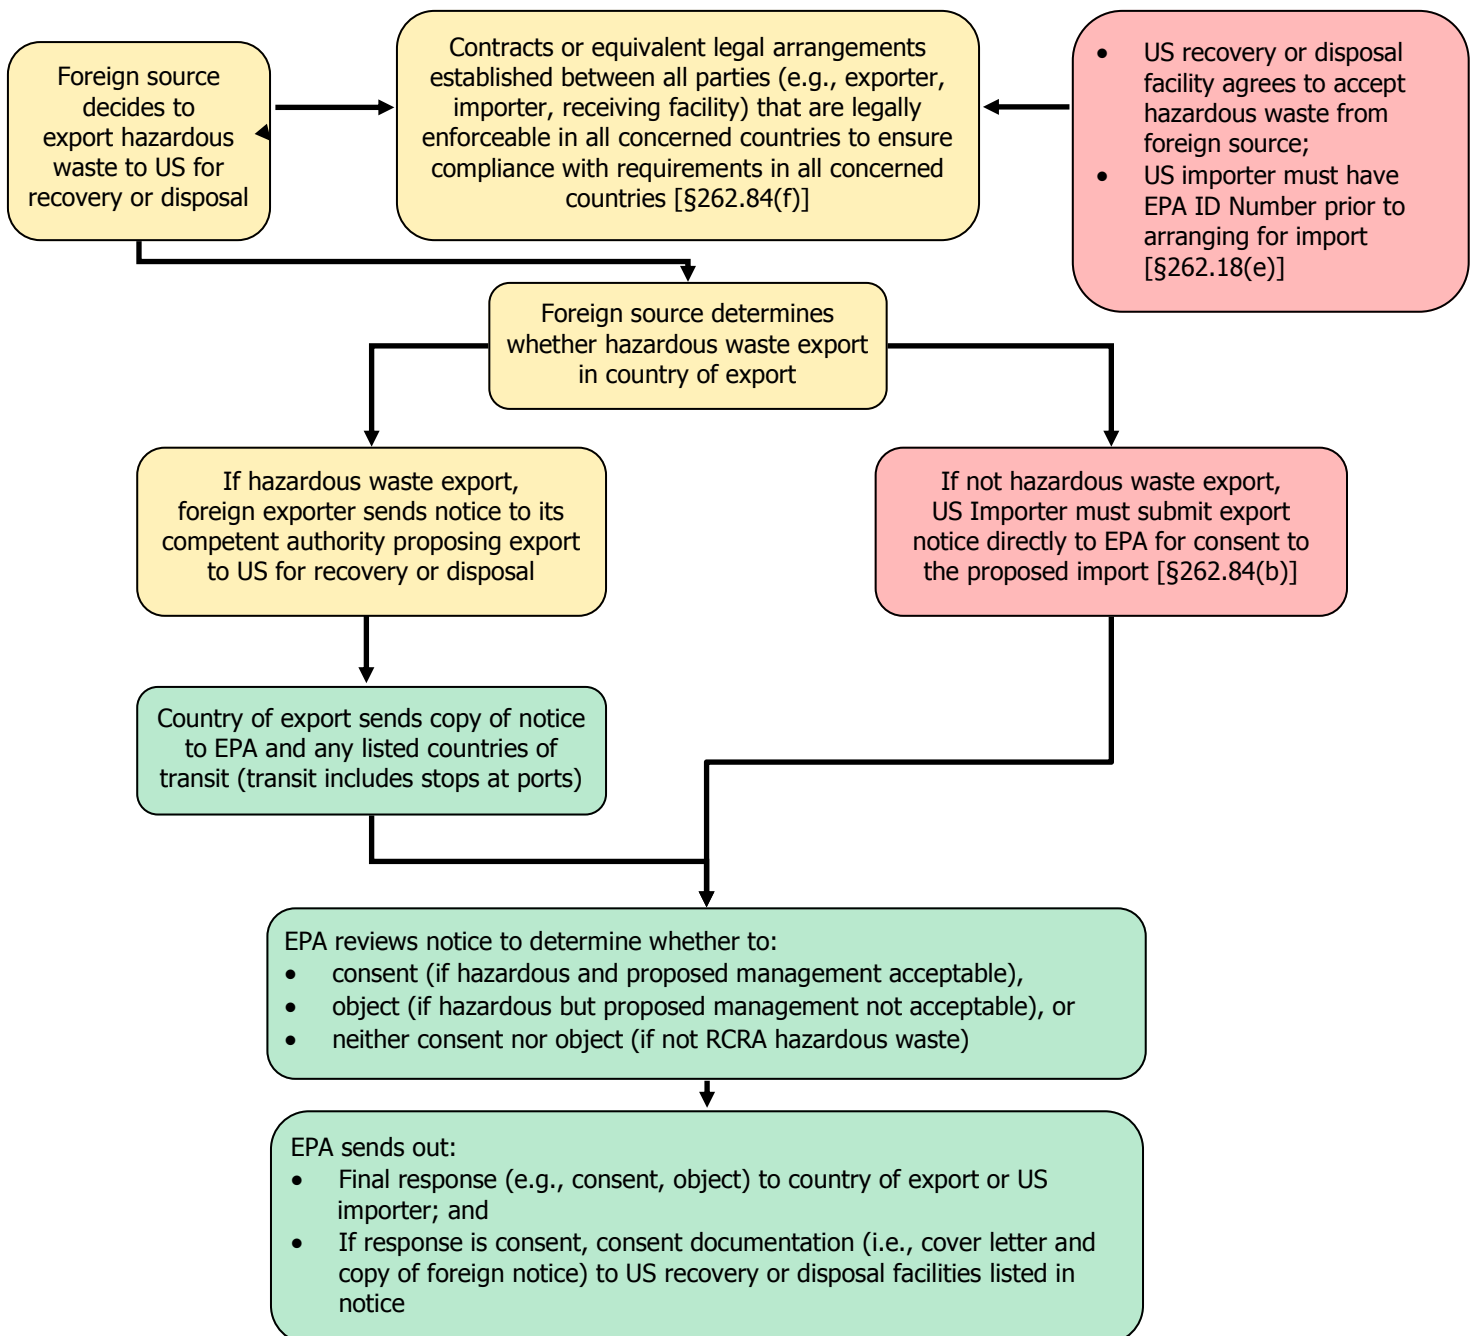 Foreign source
decides to
export hazardous
waste to US for
recovery or disposal
Contracts or equivalent legal arrangements
established between all parties (e.g., exporter,
importer, receiving facility) that are legally
enforceable in all concerned countries to ensure
compliance with requirements in all concerned
countries [§262.84(f)]
• US recovery or disposal
facility agrees to accept
hazardous waste from
foreign source;
• US importer must have
EPA ID Number prior to
arranging for import
[§262.18(e)]
Foreign source determines
whether hazardous waste export
in country of export
If hazardous waste export,
foreign exporter sends notice to its
competent authority proposing export
to US for recovery or disposal
If not hazardous waste export,
US Importer must submit export
notice directly to EPA for consent to
the proposed import [§262.84(b)]
Country of export sends copy of notice
to EPA and any listed countries of
transit (transit includes stops at ports)
EPA reviews notice to determine whether to:
• consent (if hazardous and proposed management acceptable),
• object (if hazardous but proposed management not acceptable), or
• neither consent nor object (if not RCRA hazardous waste)
EPA sends out:
• Final response (e.g., consent, object) to country of export or US
importer; and
• If response is consent, consent documentation (i.e., cover letter and
copy of foreign notice) to US recovery or disposal facilities listed in
notice